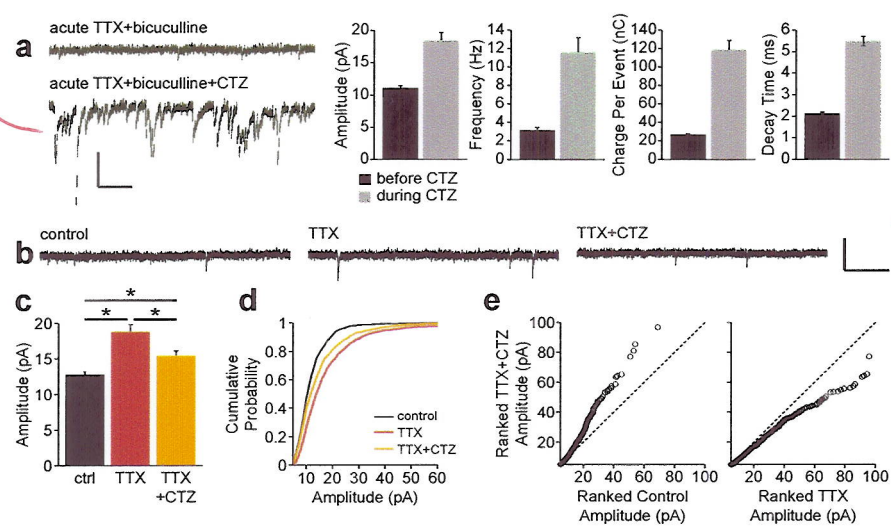 a
acute TTX+bicuculline
acute TTX+bicuculline+CTZ
Amplitude (pA)
20
15
10
5
0
Frequency (Hz)
14
12
10
8
6
4
2
0
Charge Per Event (nC)
140
120
100
80
60
40
20
0
Decay Time (ms)
6
5
4
3
2
1
0
before CTZ
during CTZ
b
control
TTX
TTX+CTZ
c
Amplitude (pA)
20
15
10
5
0
*
* *
ctrl TTX TTX
+CTZ
d
Cumulative
Probability
1
0.8
0.6
0.4
0.2
0
control
TTX
TTX+CTZ
10 20 30 40 50 60
Amplitude (pA)
e
Ranked TTX+CTZ
Amplitude (pA)
100
80
60
40
20
20 40 60 80 100
Ranked Control
Amplitude (pA)
20 40 60 80 100
Ranked TTX
Amplitude (pA)